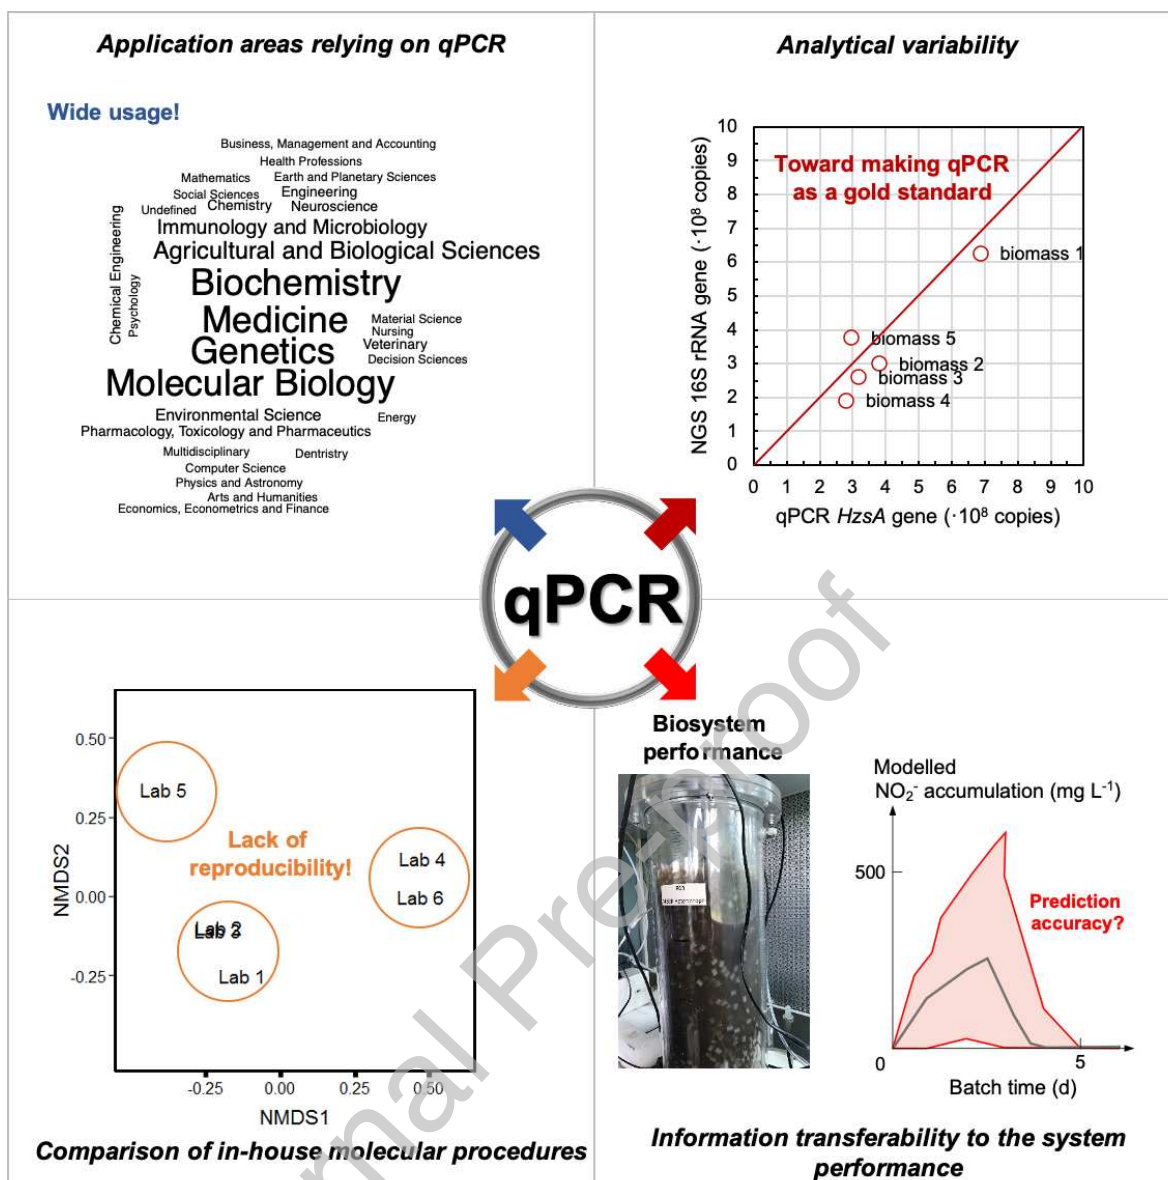 Application areas relying on qPCR
Wide usage!
Business, Management and Accounting
Health Professions
Mathematics
Earth and Planetary Sciences
Social Sciences
Engineering
Undefined
Chemistry
Neuroscience
Immunology and Microbiology
Agricultural and Biological Sciences
Chemical Engineering
Psychology
Biochemistry
Medicine
Material Science
Nursing
Veterinary
Genetics
Decision Sciences
Molecular Biology
Environmental Science
Energy
Pharmacology, Toxicology and Pharmaceutics
Multidisciplinary
Dentristry
Computer Science
Physics and Astronomy
Arts and Humanities
Economics, Econometrics and Finance
Analytical variability
Toward making qPCR
as a gold standard
NGS 16S rRNA gene (·10⁸ copies)
10
9
8
7
6
5
4
3
2
1
0
biomass 1
biomass 5
biomass 2
biomass 3
biomass 4
0 1 2 3 4 5 6 7 8 9 10
qPCR HzsA gene (·10⁸ copies)
qPCR
NMDS2
0.50
0.25
0.00
-0.25
Lab 5
Lack of
reproducibility!
Lab 4
Lab 6
Lab 2
Lab 3
Lab 1
-0.25 0.00 0.25 0.50
NMDS1
Comparison of in-house molecular procedures
Biosystem
performance
Modelled
NO₂⁻ accumulation (mg L⁻¹)
500
Prediction
accuracy?
0
5
Batch time (d)
Information transferability to the system
performance
rnal Pre-proof